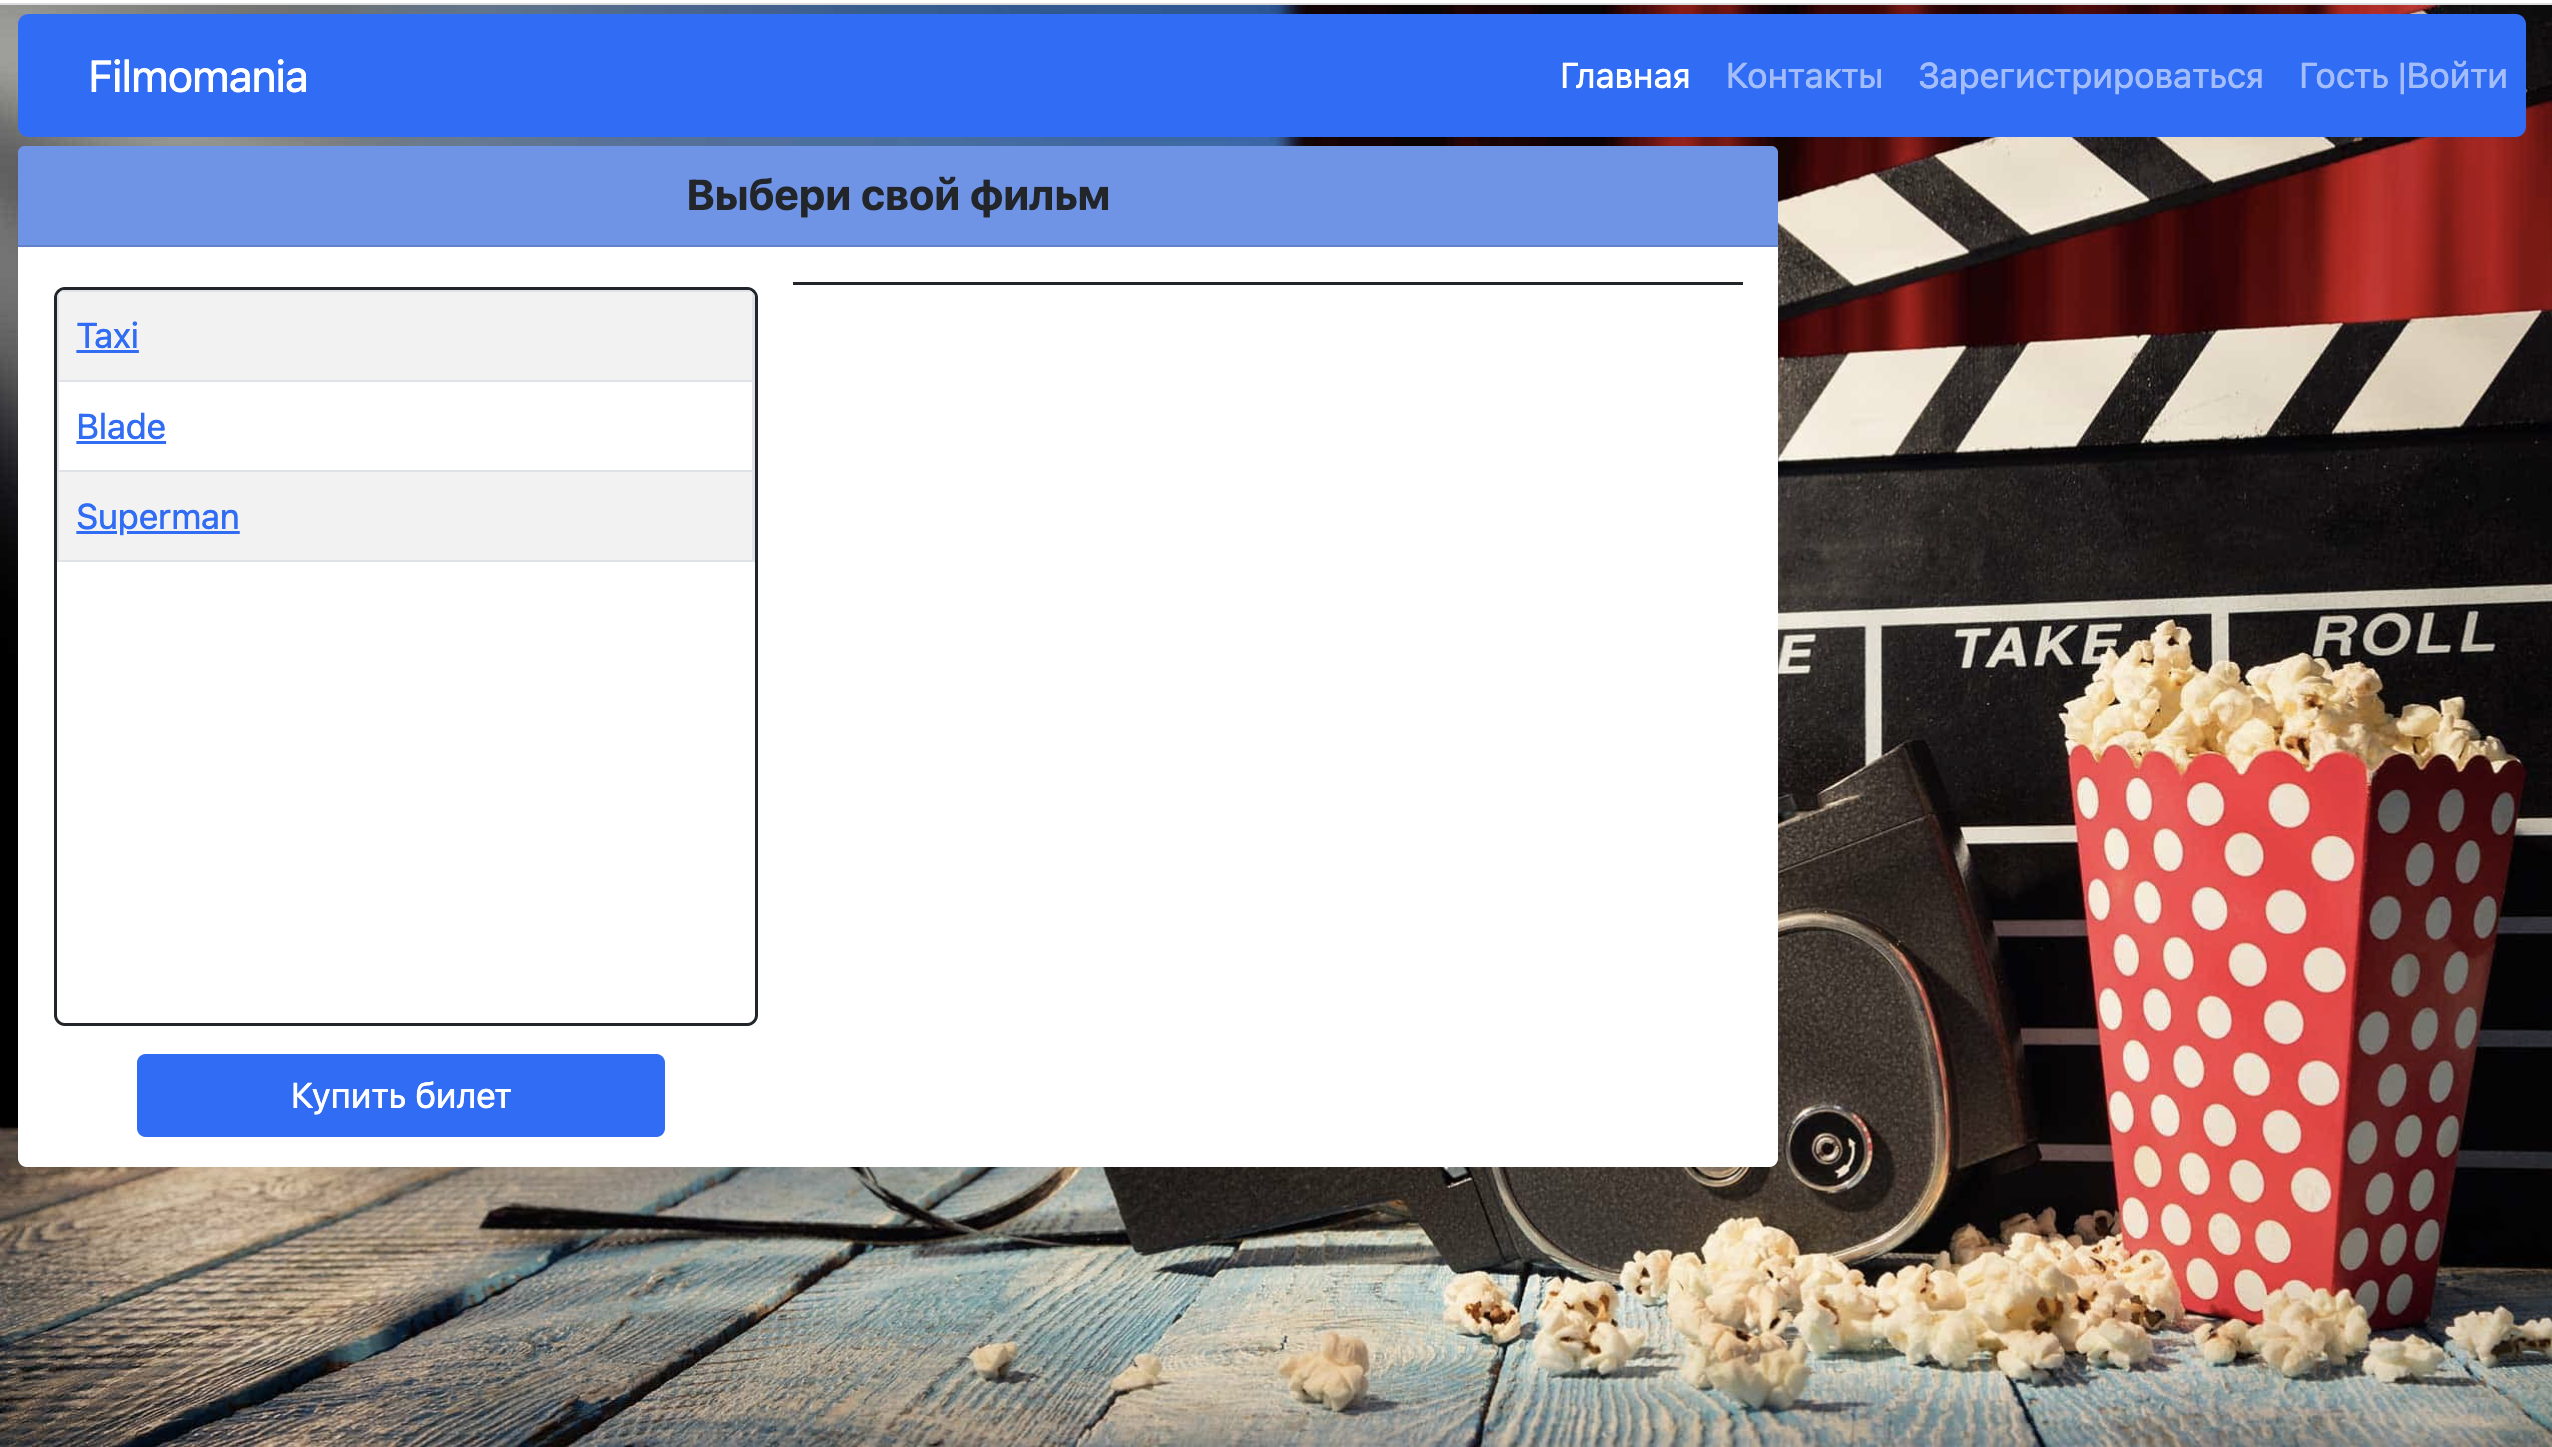 Filmomania
Главная Контакты Зарегистрироваться Гость |Войти
Выбери свой фильм
Taxi
Blade
Superman
Купить билет
E TAKE ROLL